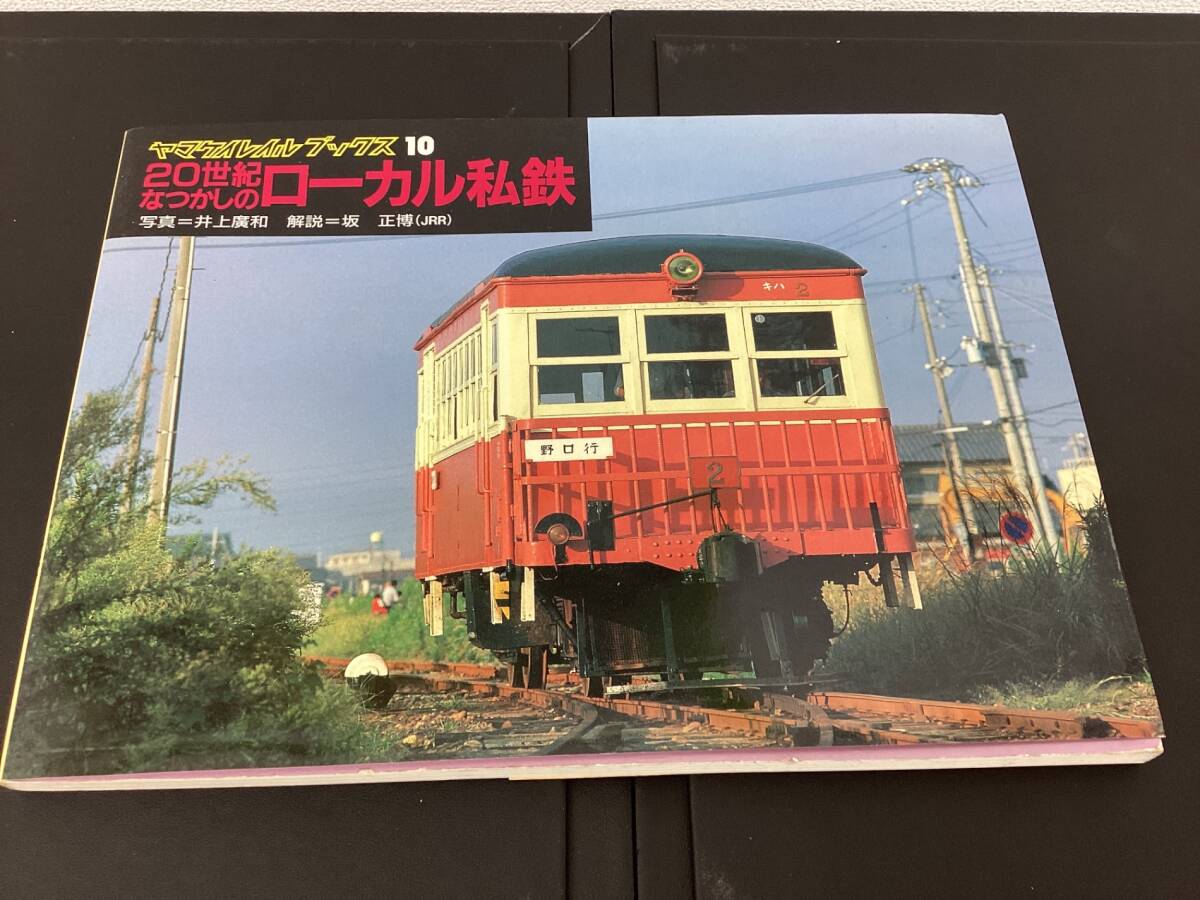 ヤマケイレイル ブックス 10
20世紀
なつかしの
ローカル私鉄
写真=井上廣和 解説=坂 正博(JRR)
キハ 2
野口行
2